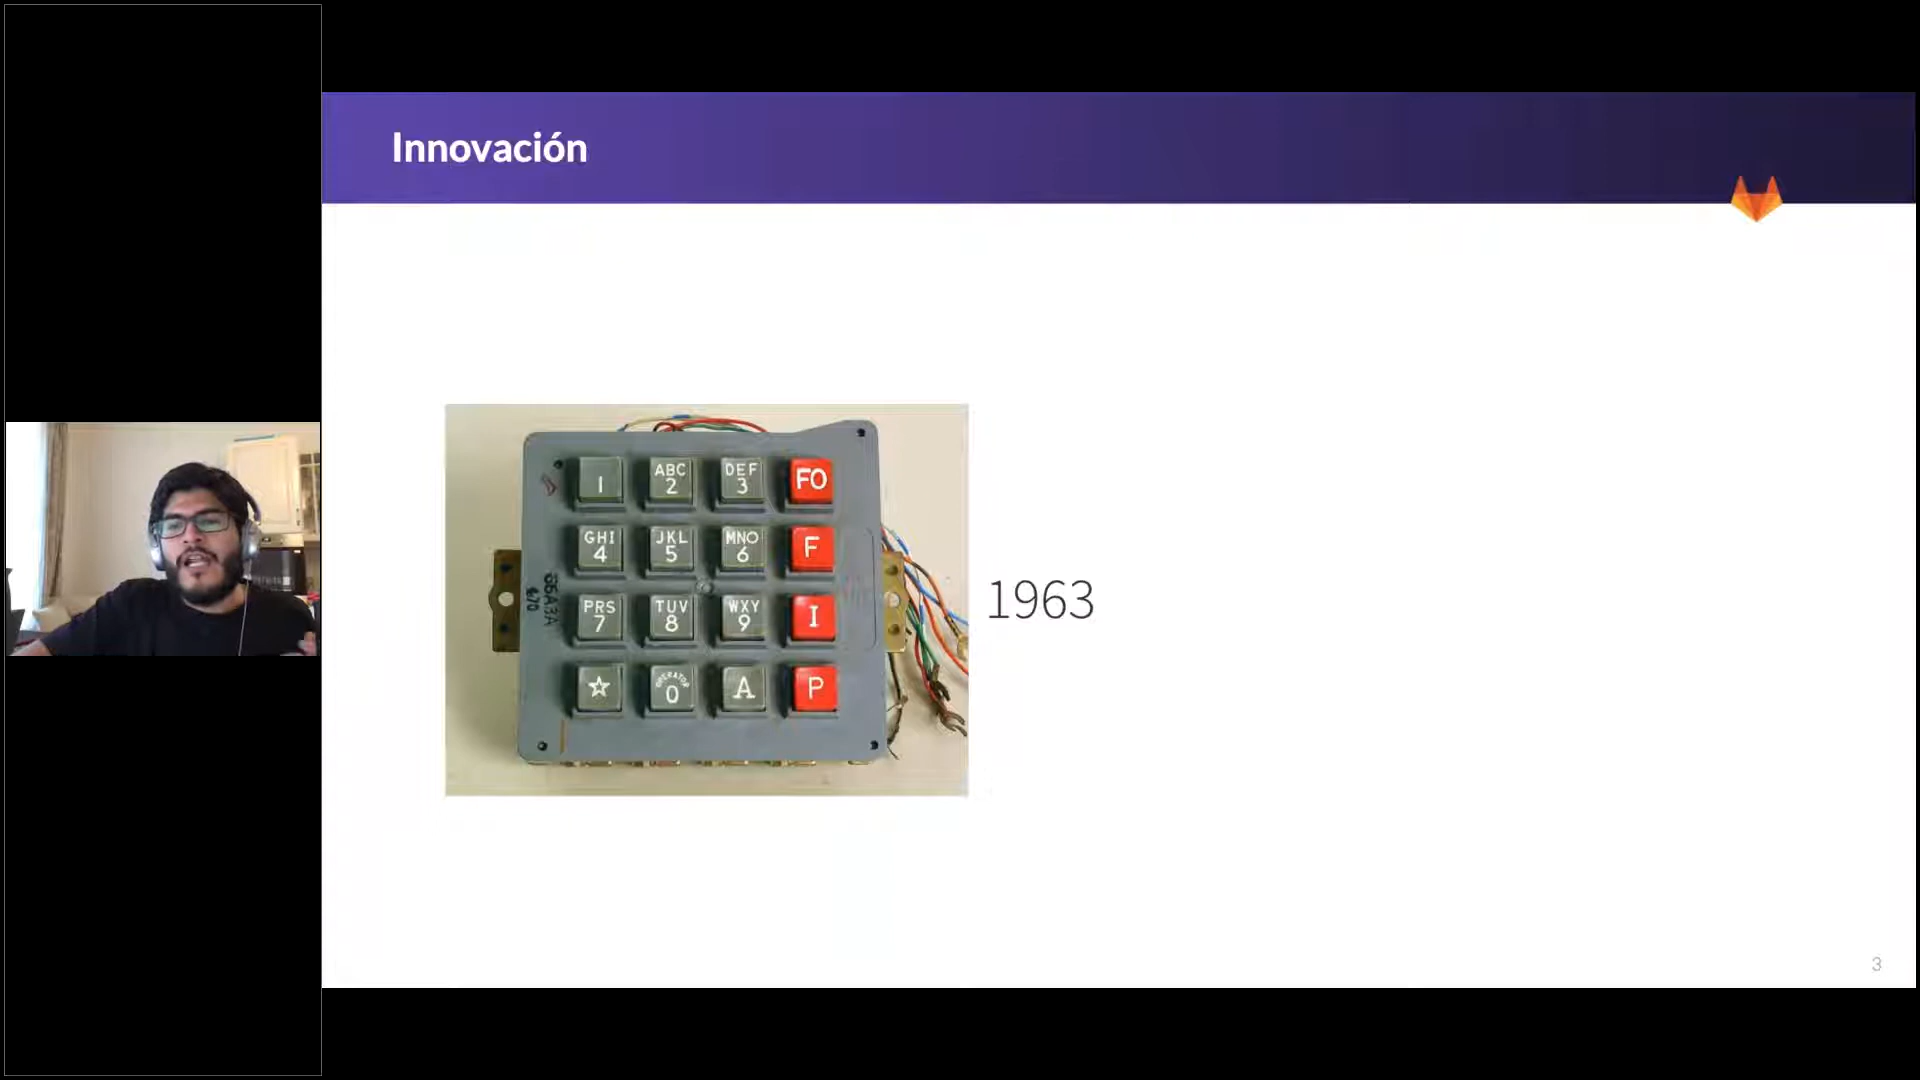 Innovación
1
ABC
2
DEF
3
FO
GHI
4
JKL
5
MNO
6
F
PRS
7
TUV
8
WXY
9
I
OPERATOR
0
A
P
1963
3